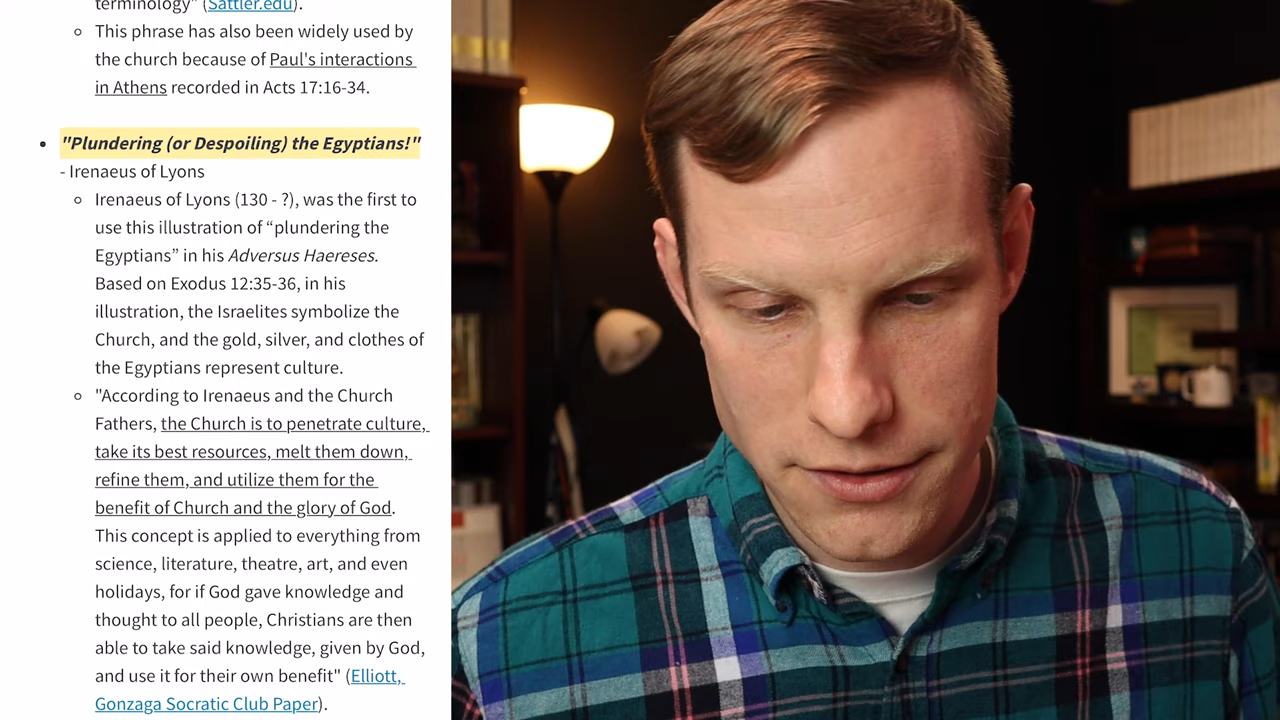 terminology" (Sattler.edu).
This phrase has also been widely used by
the church because of Paul's interactions
in Athens recorded in Acts 17:16-34.
"Plundering (or Despoiling) the Egyptians!"
- Irenaeus of Lyons
Irenaeus of Lyons (130 - ?), was the first to
use this illustration of “plundering the
Egyptians” in his Adversus Haereses.
Based on Exodus 12:35-36, in his
illustration, the Israelites symbolize the
Church, and the gold, silver, and clothes of
the Egyptians represent culture.
"According to Irenaeus and the Church
Fathers, the Church is to penetrate culture,
take its best resources, melt them down,
refine them, and utilize them for the
benefit of Church and the glory of God.
This concept is applied to everything from
science, literature, theatre, art, and even
holidays, for if God gave knowledge and
thought to all people, Christians are then
able to take said knowledge, given by God,
and use it for their own benefit" (Elliott,
Gonzaga Socratic Club Paper).